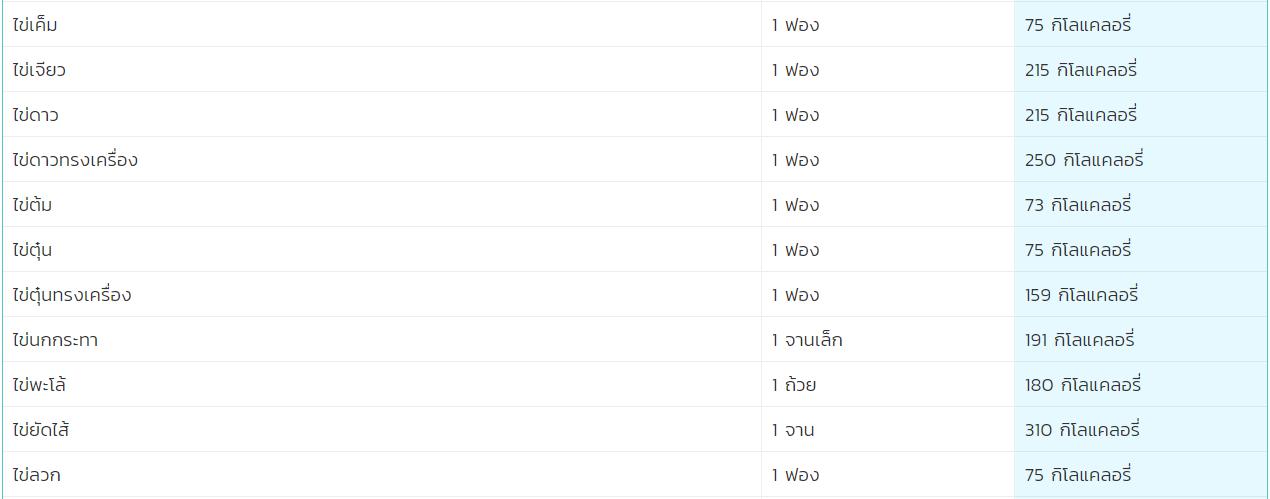 ไข่เค็ม 1 ฟอง 75 กิโลแคลอรี่
ไข่เจียว 1 ฟอง 215 กิโลแคลอรี่
ไข่ดาว 1 ฟอง 215 กิโลแคลอรี่
ไข่ดาวทรงเครื่อง 1 ฟอง 250 กิโลแคลอรี่
ไข่ต้ม 1 ฟอง 73 กิโลแคลอรี่
ไข่ตุ๋น 1 ฟอง 75 กิโลแคลอรี่
ไข่ตุ๋นทรงเครื่อง 1 ฟอง 159 กิโลแคลอรี่
ไข่นกกระทา 1 จานเล็ก 191 กิโลแคลอรี่
ไข่พะโล้ 1 ถ้วย 180 กิโลแคลอรี่
ไข่ยัดไส้ 1 จาน 310 กิโลแคลอรี่
ไข่ลวก 1 ฟอง 75 กิโลแคลอรี่